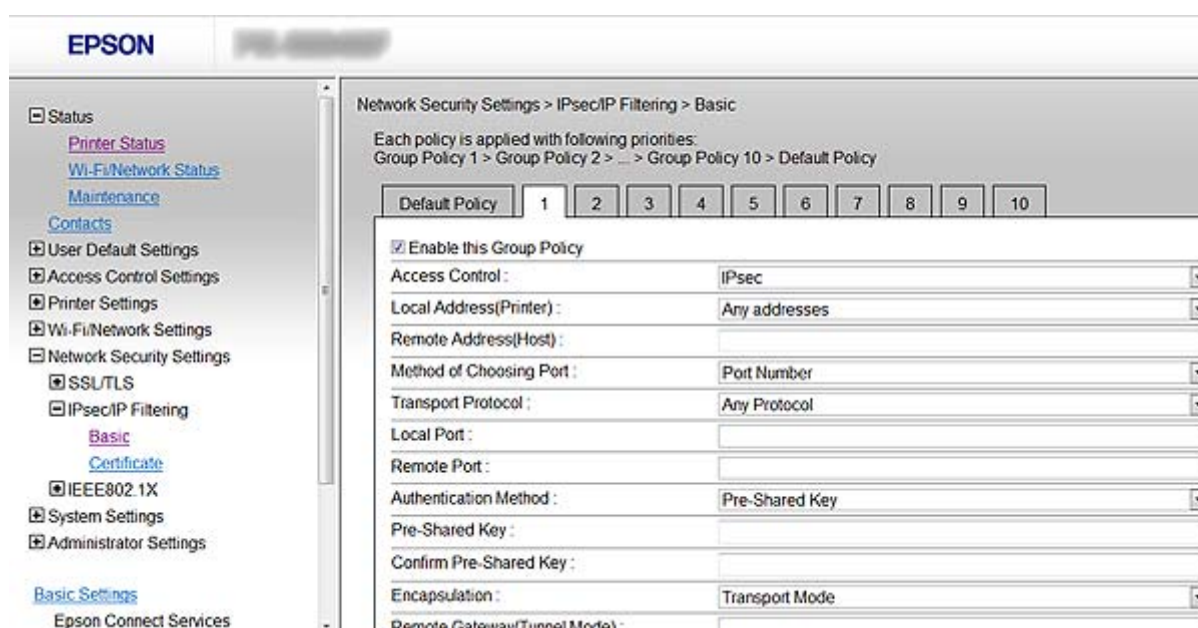 EPSON
Status
Printer Status
Wi-Fi/Network Status
Maintenance
Contacts
User Default Settings
Access Control Settings
Printer Settings
Wi-Fi/Network Settings
Network Security Settings
SSL/TLS
IPsec/IP Filtering
Basic
Certificate
IEEE802.1X
System Settings
Administrator Settings
Basic Settings
Epson Connect Services
Network Security Settings > IPsec/IP Filtering > Basic
Each policy is applied with following priorities:
Group Policy 1 > Group Policy 2 > ... > Group Policy 10 > Default Policy
Default Policy 1 2 3 4 5 6 7 8 9 10
Enable this Group Policy
Access Control : IPsec
Local Address(Printer) : Any addresses
Remote Address(Host) :
Method of Choosing Port : Port Number
Transport Protocol : Any Protocol
Local Port :
Remote Port :
Authentication Method : Pre-Shared Key
Pre-Shared Key :
Confirm Pre-Shared Key :
Encapsulation : Transport Mode
Remote Gateway(Tunnel Mode) :